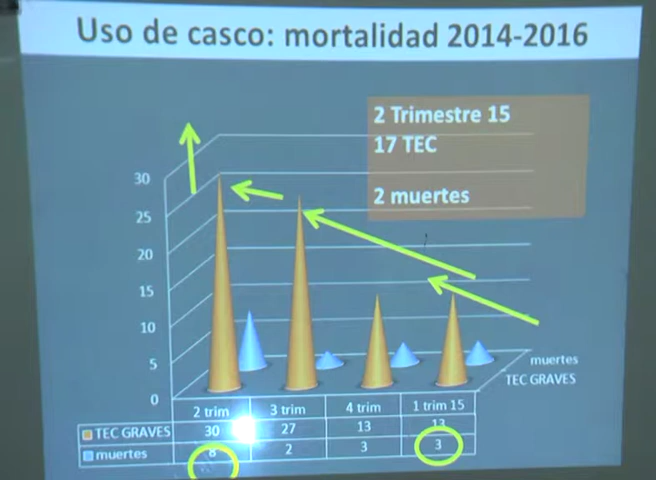 Uso de casco: mortalidad 2014-2016
2 Trimestre 15
17 TEC
2 muertes
30
25
20
15
10
5
0
muertes
TEC GRAVES
2 trim 3 trim 4 trim 1 trim 15
TEC GRAVES 30 27 13 13
muertes 8 2 3 3